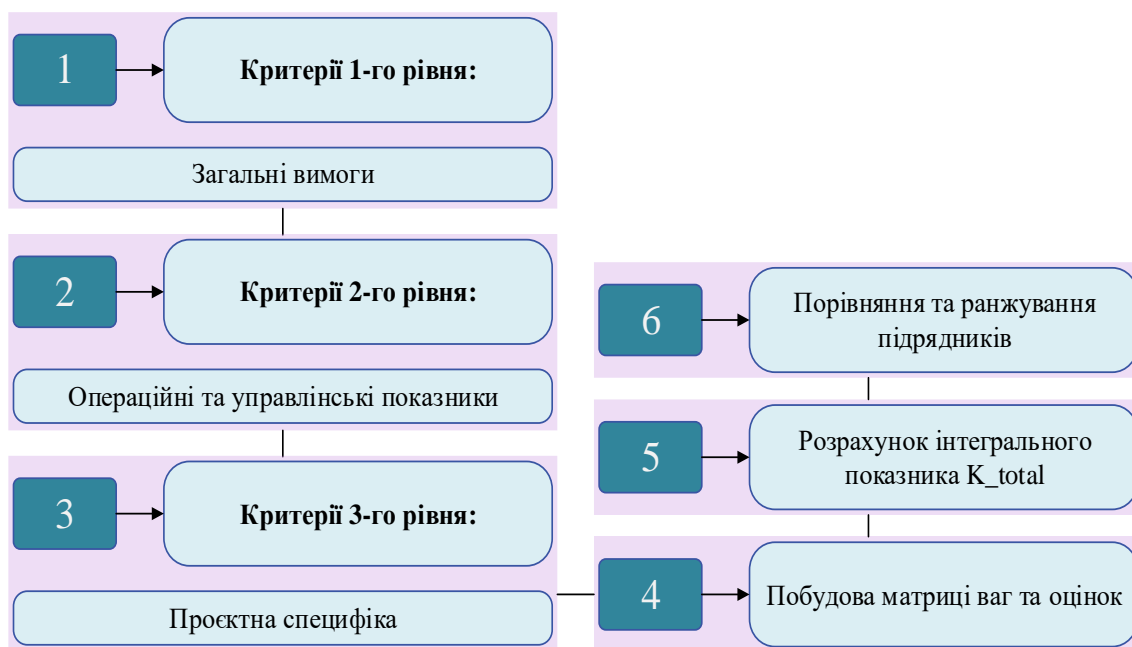 1
Критерії 1-го рівня:
Загальні вимоги
2
Критерії 2-го рівня:
Операційні та управлінські показники
3
Критерії 3-го рівня:
Проєктна специфіка
6
Порівняння та ранжування
підрядників
5
Розрахунок інтегрального
показника K_total
4
Побудова матриці ваг та оцінок